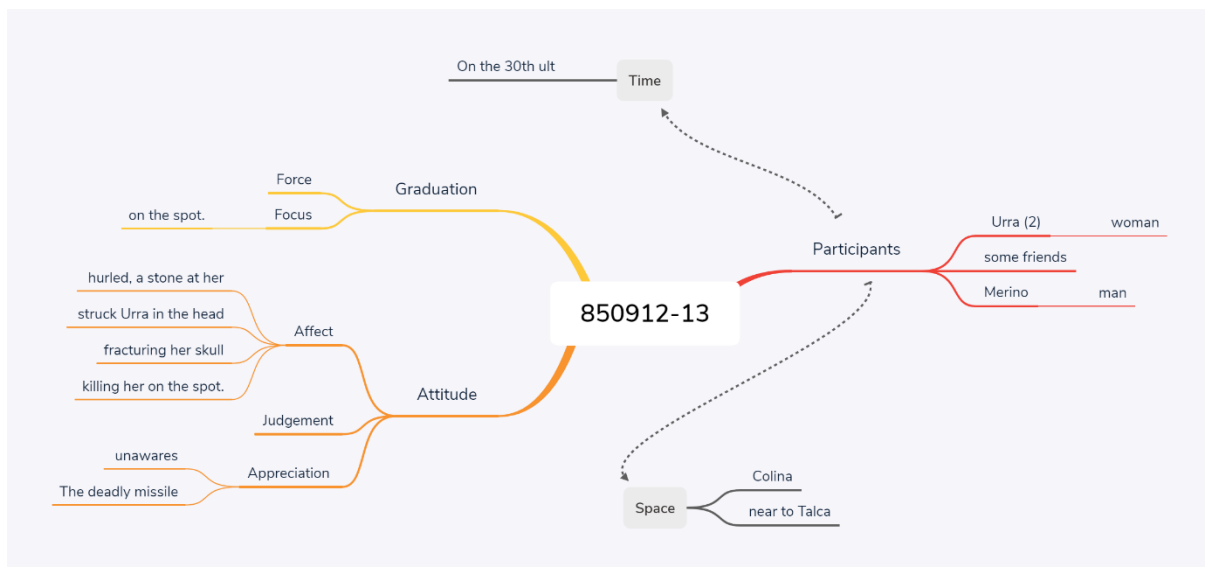 On the 30th ult
Time
Force
Graduation
on the spot.
Focus
Urra (2)
woman
Participants
some friends
Merino
man
hurled, a stone at her
struck Urra in the head
Affect
fracturing her skull
killing her on the spot.
850912-13
Attitude
Judgement
unawares
Appreciation
The deadly missile
Colina
Space
near to Talca